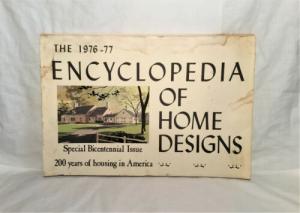 THE 1976-77
ENCYCLOPEDIA
OF
HOME
DESIGNS
Special Bicentennial Issue
200 years of housing in America